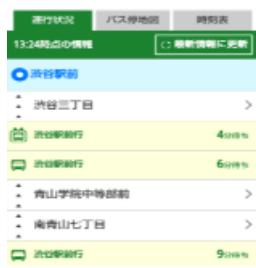 運行状況 バス停地図 時刻表
13:24時点の情報 最新情報に更新
渋谷駅前
渋谷三丁目
渋谷駅前行 4分待ち
渋谷駅前行 6分待ち
青山学院中等部前
南青山七丁目
渋谷駅前行 9分待ち